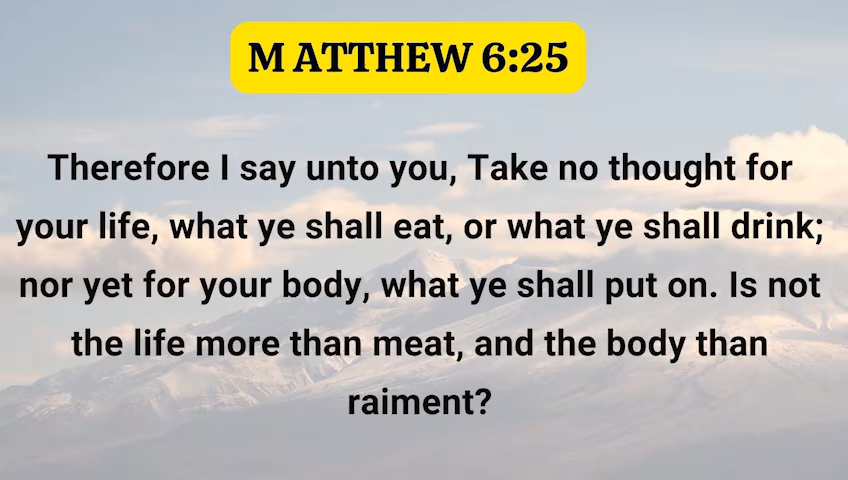 M ATTHEW 6:25
Therefore I say unto you, Take no thought for
your life, what ye shall eat, or what ye shall drink;
nor yet for your body, what ye shall put on. Is not
the life more than meat, and the body than
raiment?